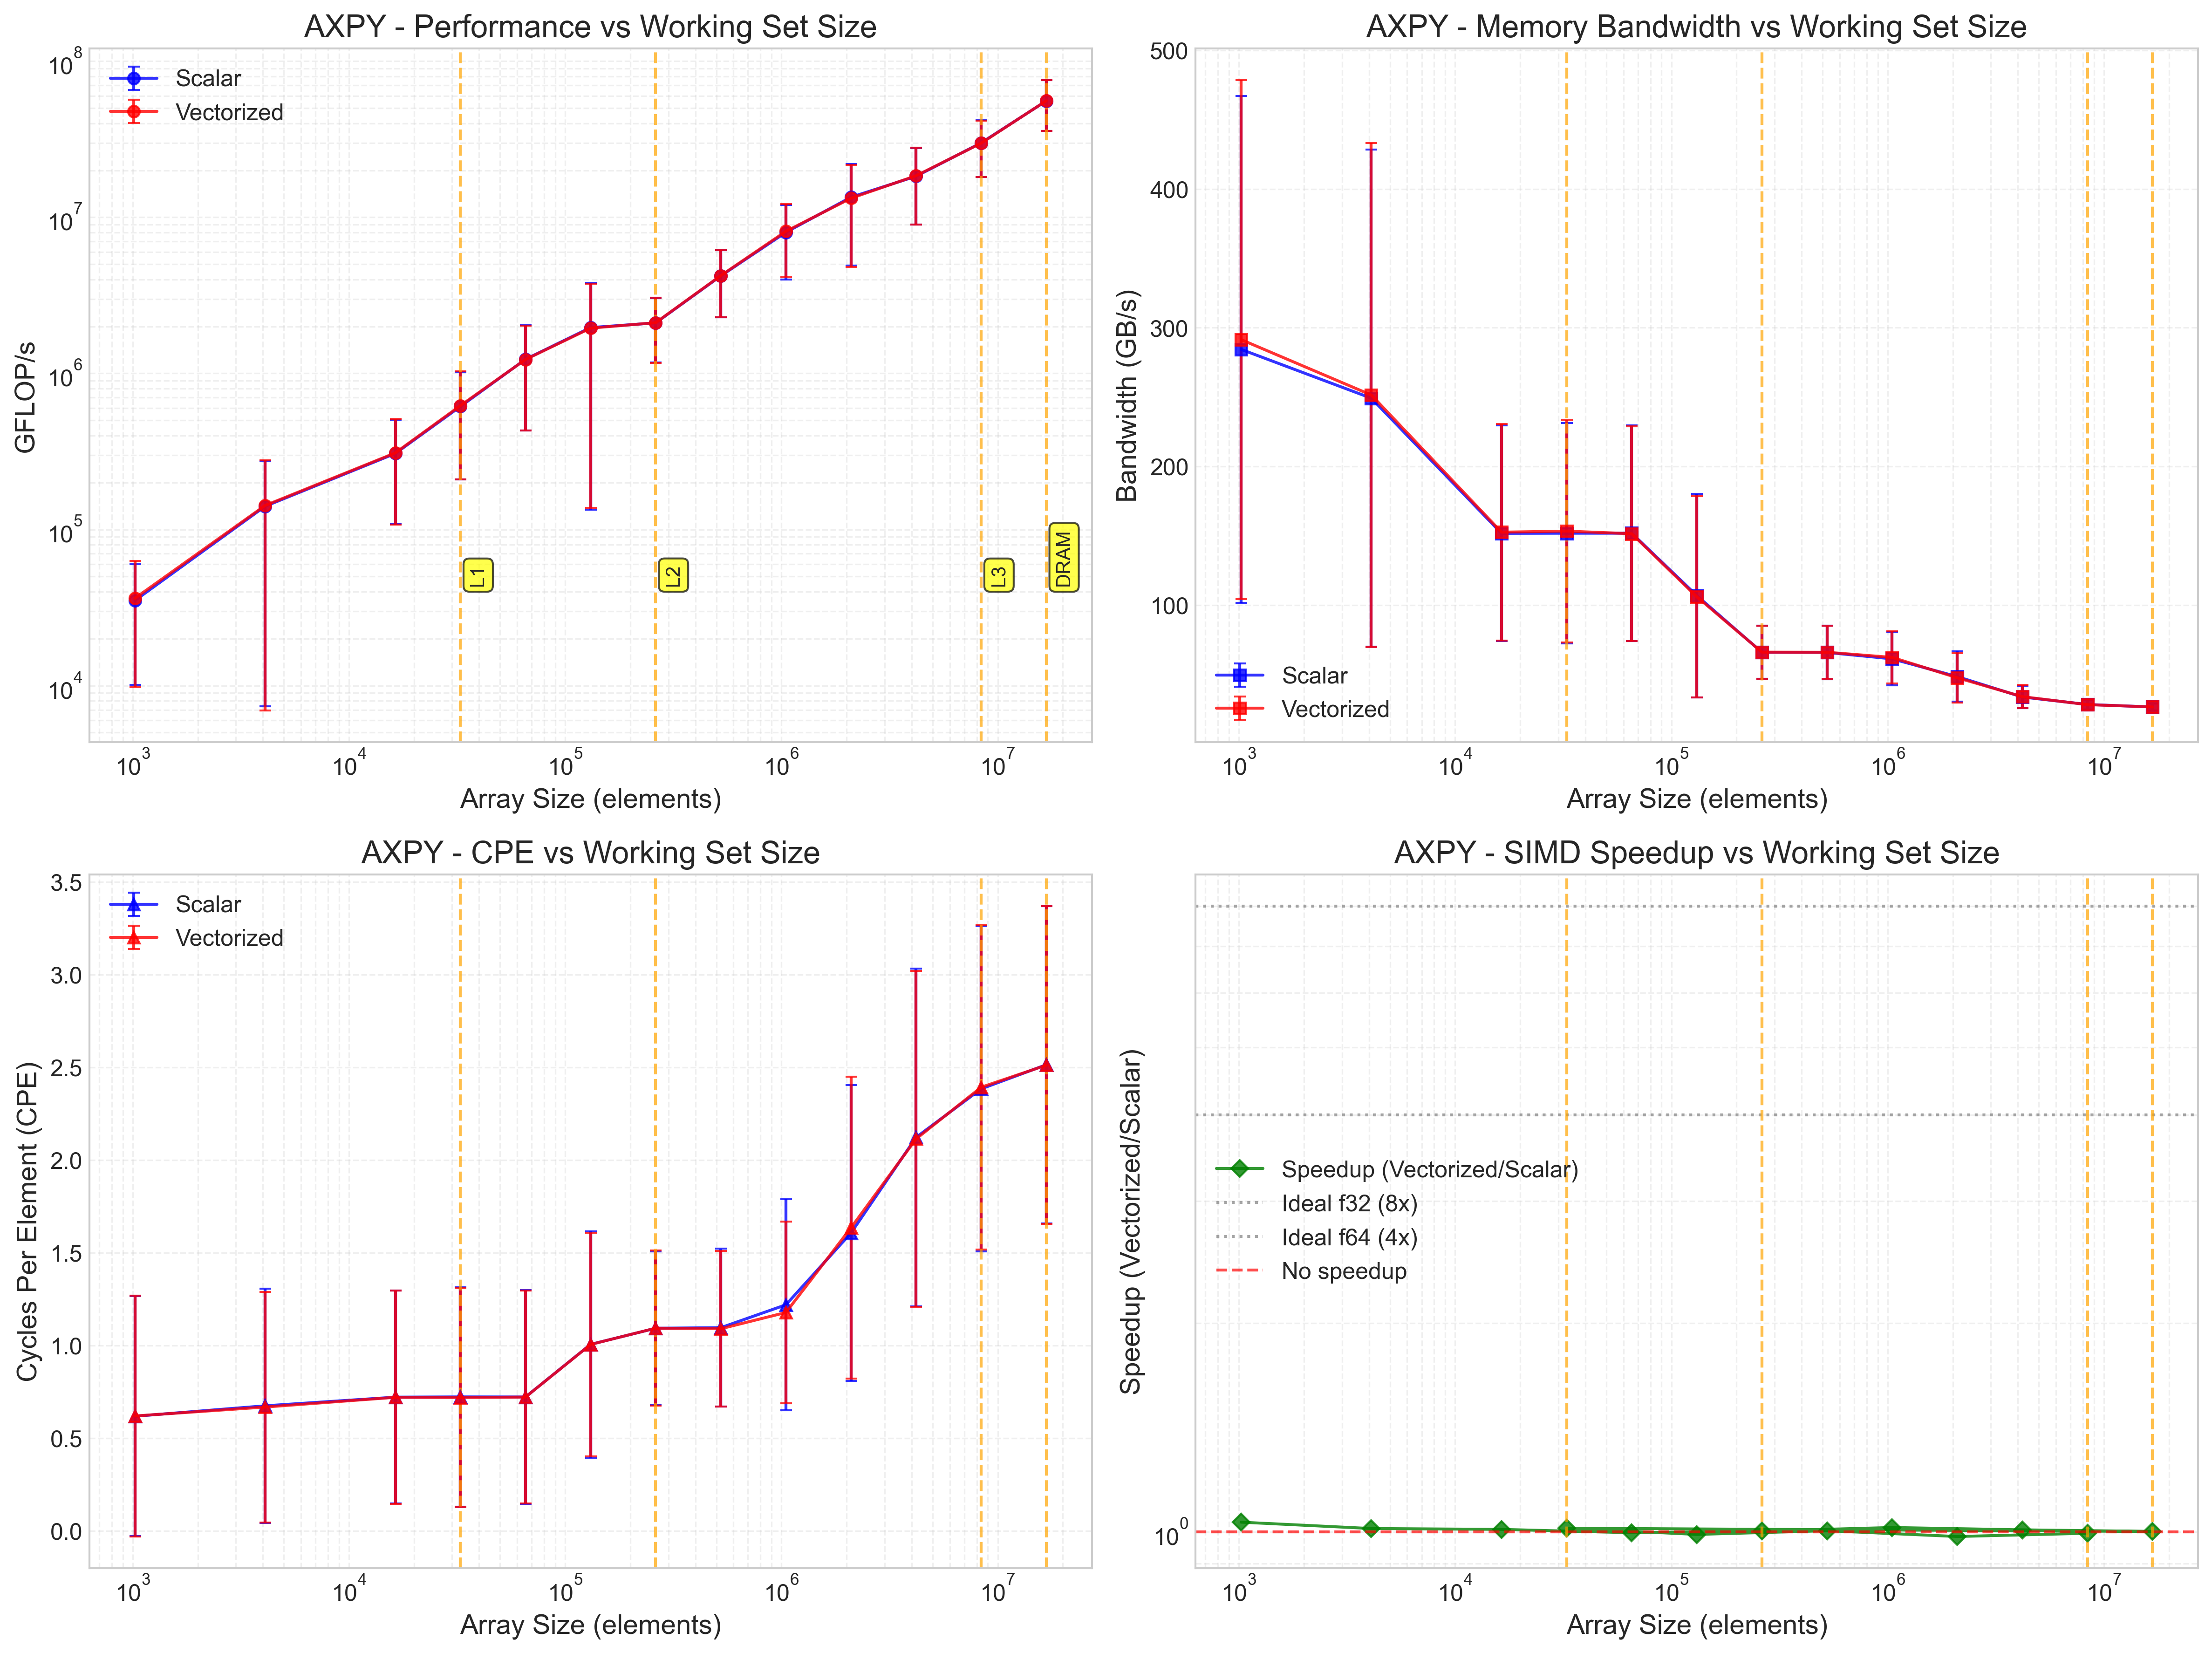 AXPY - Performance vs Working Set Size
10^8
10^7
10^6
10^5
10^4
GFLOP/s
Scalar
Vectorized
L1
L2
L3
DRAM
10^3
10^4
10^5
10^6
10^7
Array Size (elements)
AXPY - Memory Bandwidth vs Working Set Size
500
400
300
200
100
Bandwidth (GB/s)
Scalar
Vectorized
10^3
10^4
10^5
10^6
10^7
Array Size (elements)
AXPY - CPE vs Working Set Size
3.5
3.0
2.5
2.0
1.5
1.0
0.5
0.0
Cycles Per Element (CPE)
Scalar
Vectorized
10^3
10^4
10^5
10^6
10^7
Array Size (elements)
AXPY - SIMD Speedup vs Working Set Size
Speedup (Vectorized/Scalar)
Speedup (Vectorized/Scalar)
Ideal f32 (8x)
Ideal f64 (4x)
No speedup
10^0
10^3
10^4
10^5
10^6
10^7
Array Size (elements)